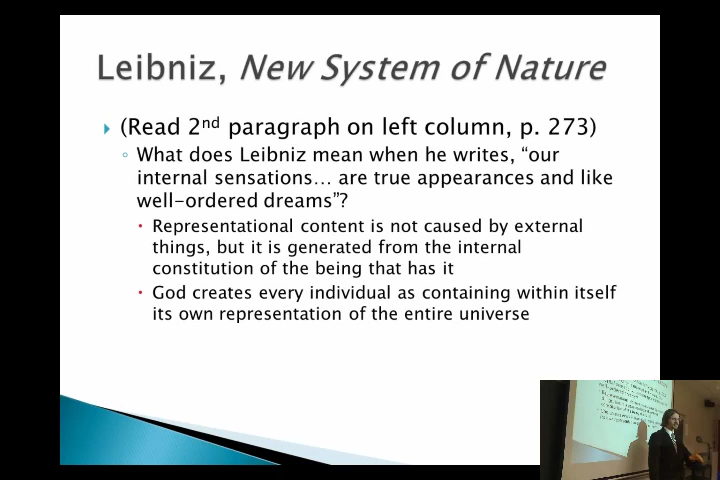 Leibniz, New System of Nature
(Read 2nd paragraph on left column, p. 273)
What does Leibniz mean when he writes, “our
internal sensations… are true appearances and like
well-ordered dreams”?
Representational content is not caused by external
things, but it is generated from the internal
constitution of the being that has it
God creates every individual as containing within itself
its own representation of the entire universe